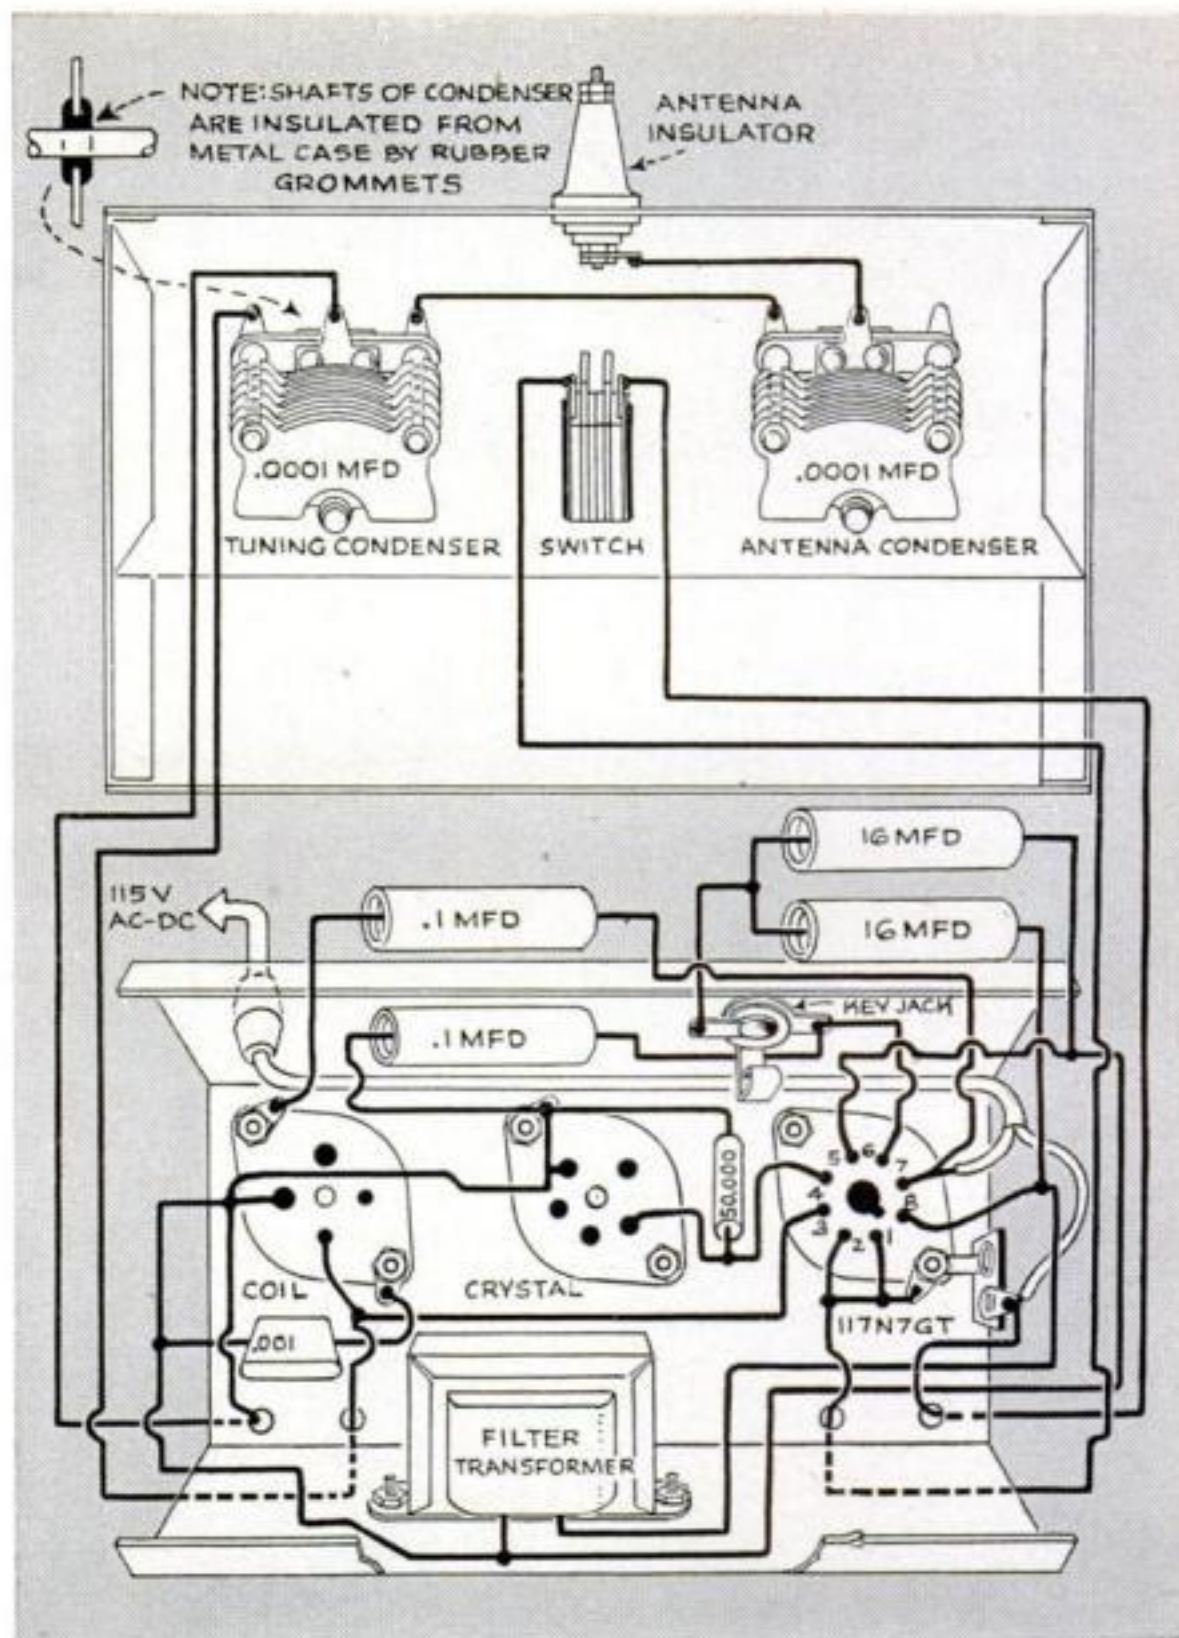 NOTE: SHAFTS OF CONDENSER
ARE INSULATED FROM
METAL CASE BY RUBBER
GROMMETS
ANTENNA
INSULATOR
.0001 MFD
.0001 MFD
TUNING CONDENSER
SWITCH
ANTENNA CONDENSER
16 MFD
115 V
AC-DC
.1 MFD
16 MFD
KEY JACK
.1 MFD
50,000
5
6
7
4
8
3
2
1
COIL
CRYSTAL
117N7GT
.001
FILTER
TRANSFORMER